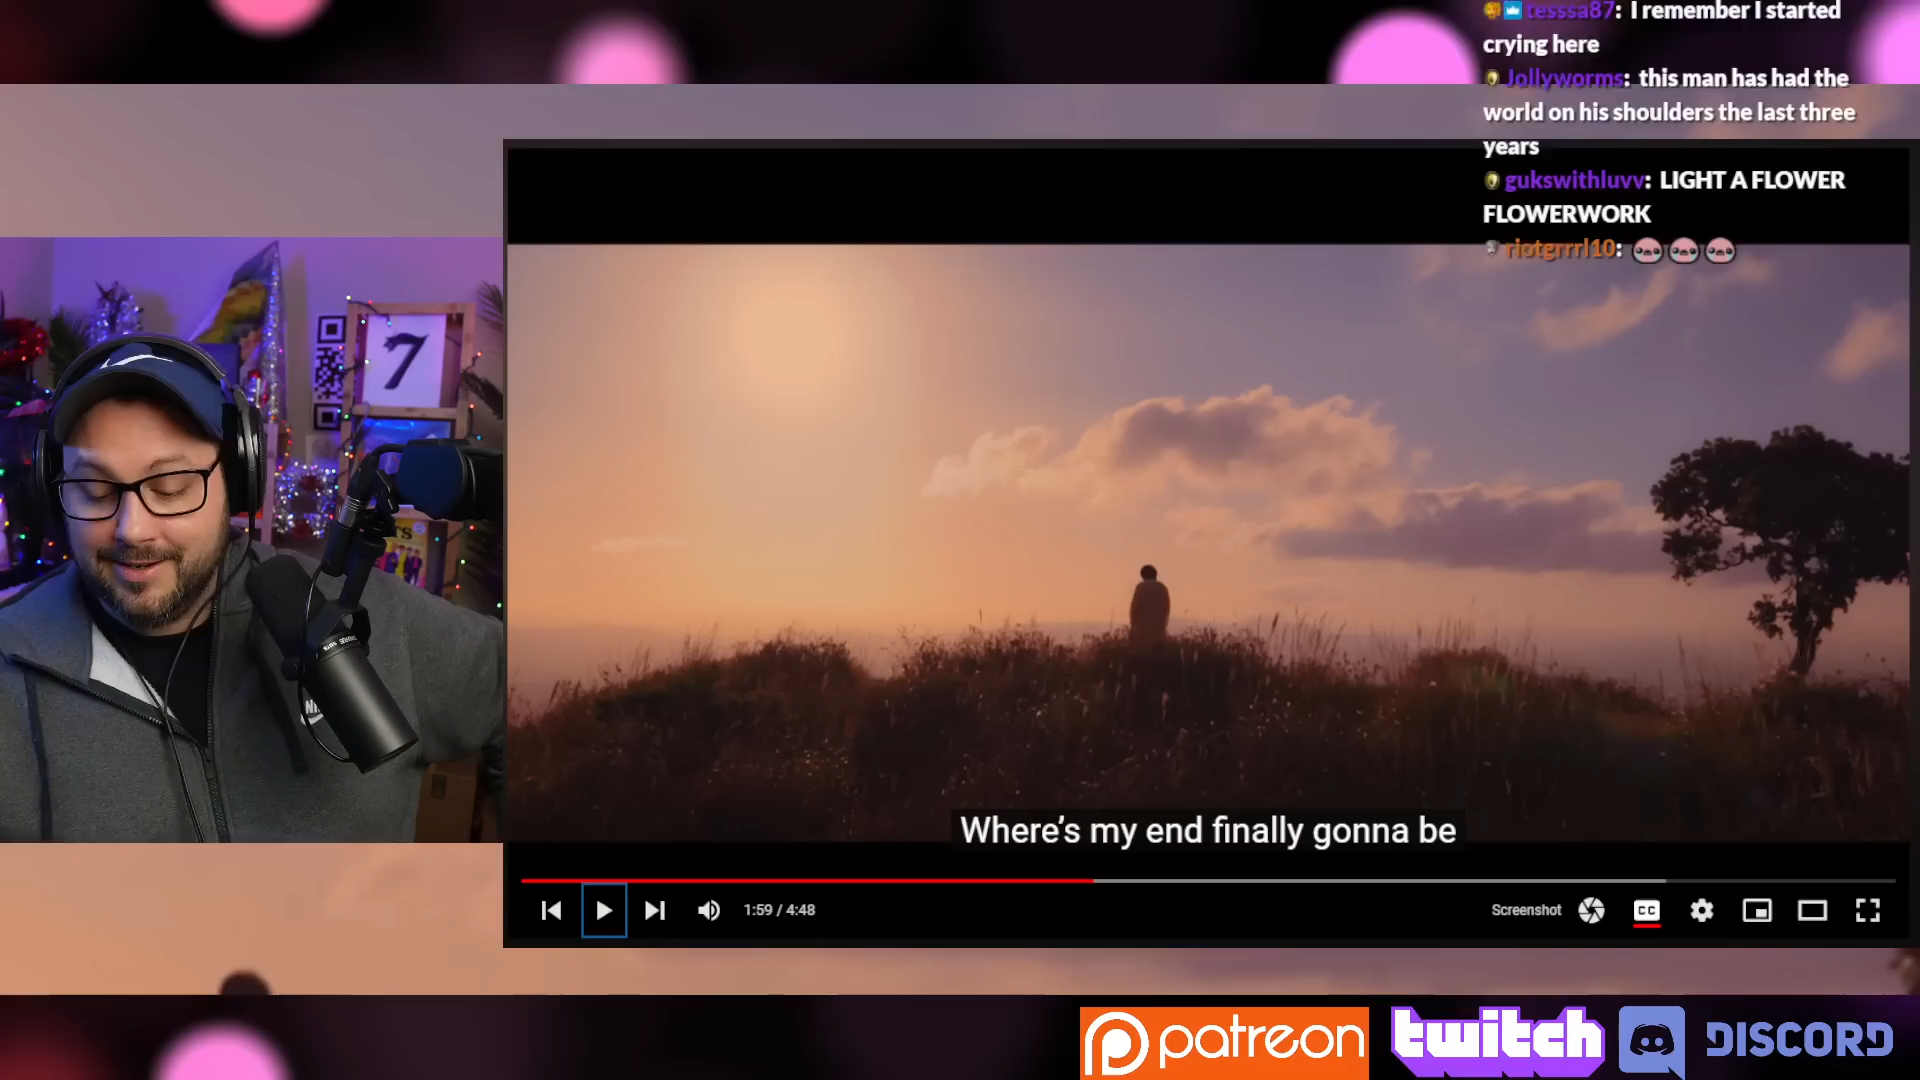 tesssa87: I remember I started
crying here
Jollyworms: this man has had the
world on his shoulders the last three
years
gukswithluvv: LIGHT A FLOWER
FLOWERWORK
riotgrrrl10:
7
Where's my end finally gonna be
1:59 / 4:48
Screenshot
CC
patreon
twitch
DISCORD